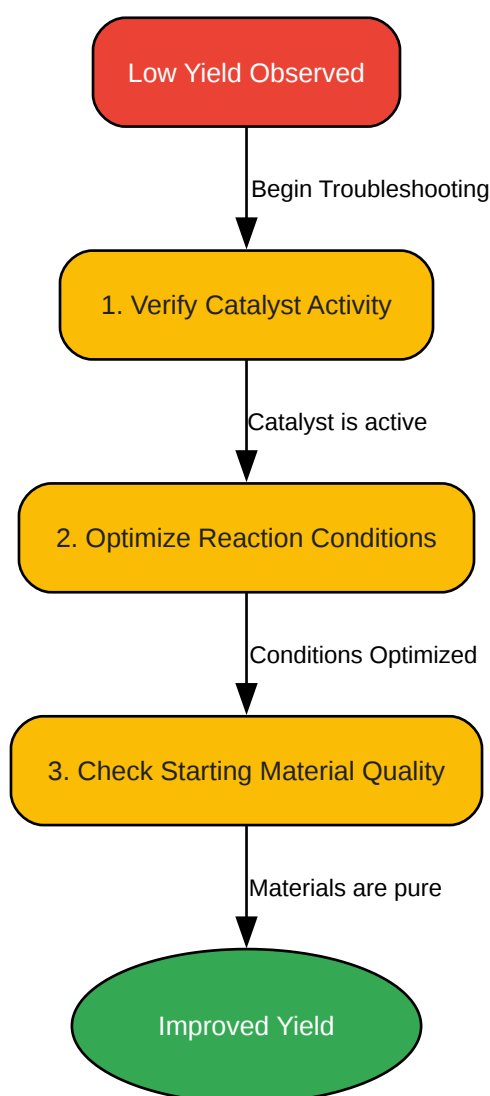 Low Yield Observed
Begin Troubleshooting
1. Verify Catalyst Activity
Catalyst is active
2. Optimize Reaction Conditions
Conditions Optimized
3. Check Starting Material Quality
Materials are pure
Improved Yield